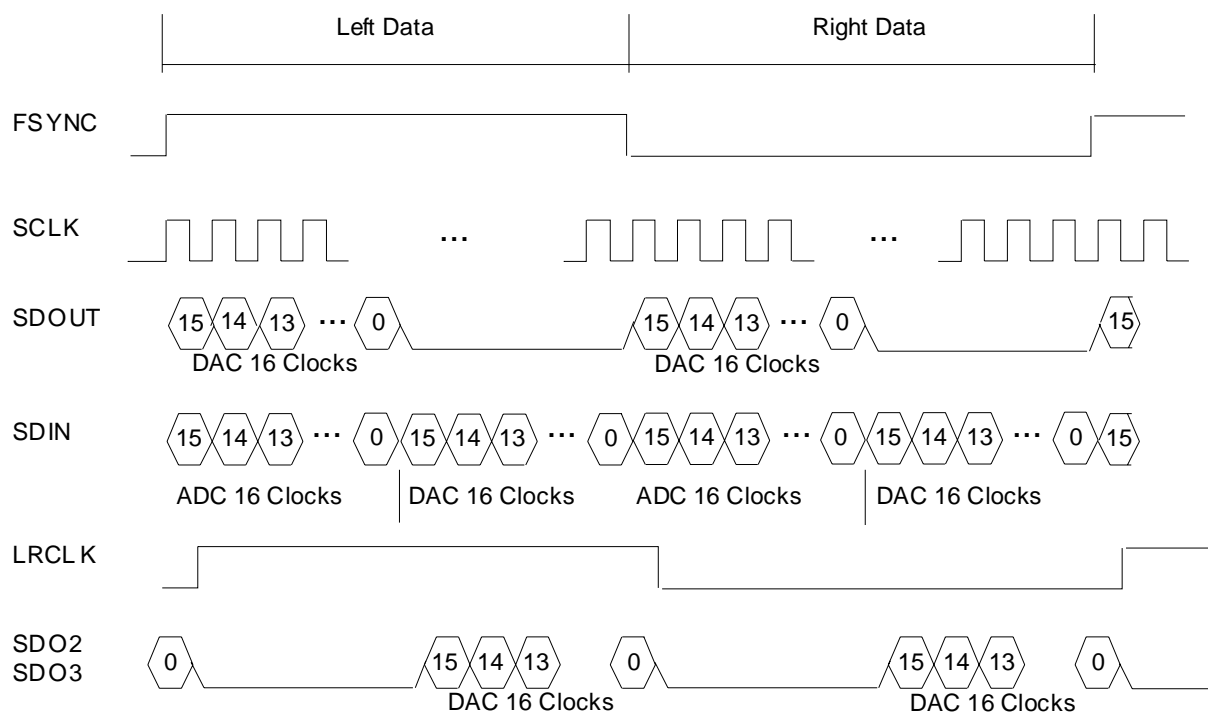 Left Data Right Data
FSYNC
SCLK ... ...
SDOUT 15 14 13 ... 0 15 14 13 ... 0 15
DAC 16 Clocks DAC 16 Clocks
SDIN 15 14 13 ... 0 15 14 13 ... 0 15 14 13 ... 0 15 14 13 ... 0 15
ADC 16 Clocks DAC 16 Clocks ADC 16 Clocks DAC 16 Clocks
LRCLK
SDO2
SDO3
0 15 14 13 0 15 14 13 0
DAC 16 Clocks DAC 16 Clocks